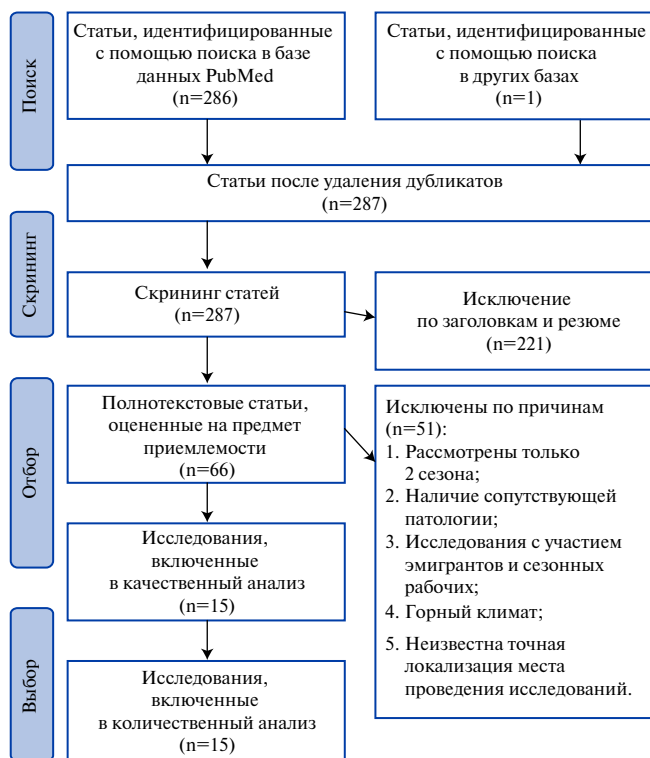 Поиск
Статьи, идентифицированные
с помощью поиска в базе
данных PubMed
(n=286)
Статьи, идентифицированные
с помощью поиска
в других базах
(n=1)
Статьи после удаления дубликатов
(n=287)
Скрининг
Скрининг статей
(n=287)
Исключение
по заголовкам и резюме
(n=221)
Отбор
Полнотекстовые статьи,
оцененные на предмет
приемлемости
(n=66)
Исключены по причинам
(n=51):
1. Рассмотрены только
2 сезона;
2. Наличие сопутствующей
патологии;
3. Исследования с участием
эмигрантов и сезонных
рабочих;
4. Горный климат;
5. Неизвестна точная
локализация места
проведения исследований.
Исследования,
включенные
в качественный анализ
(n=15)
Выбор
Исследования,
включенные
в количественный анализ
(n=15)